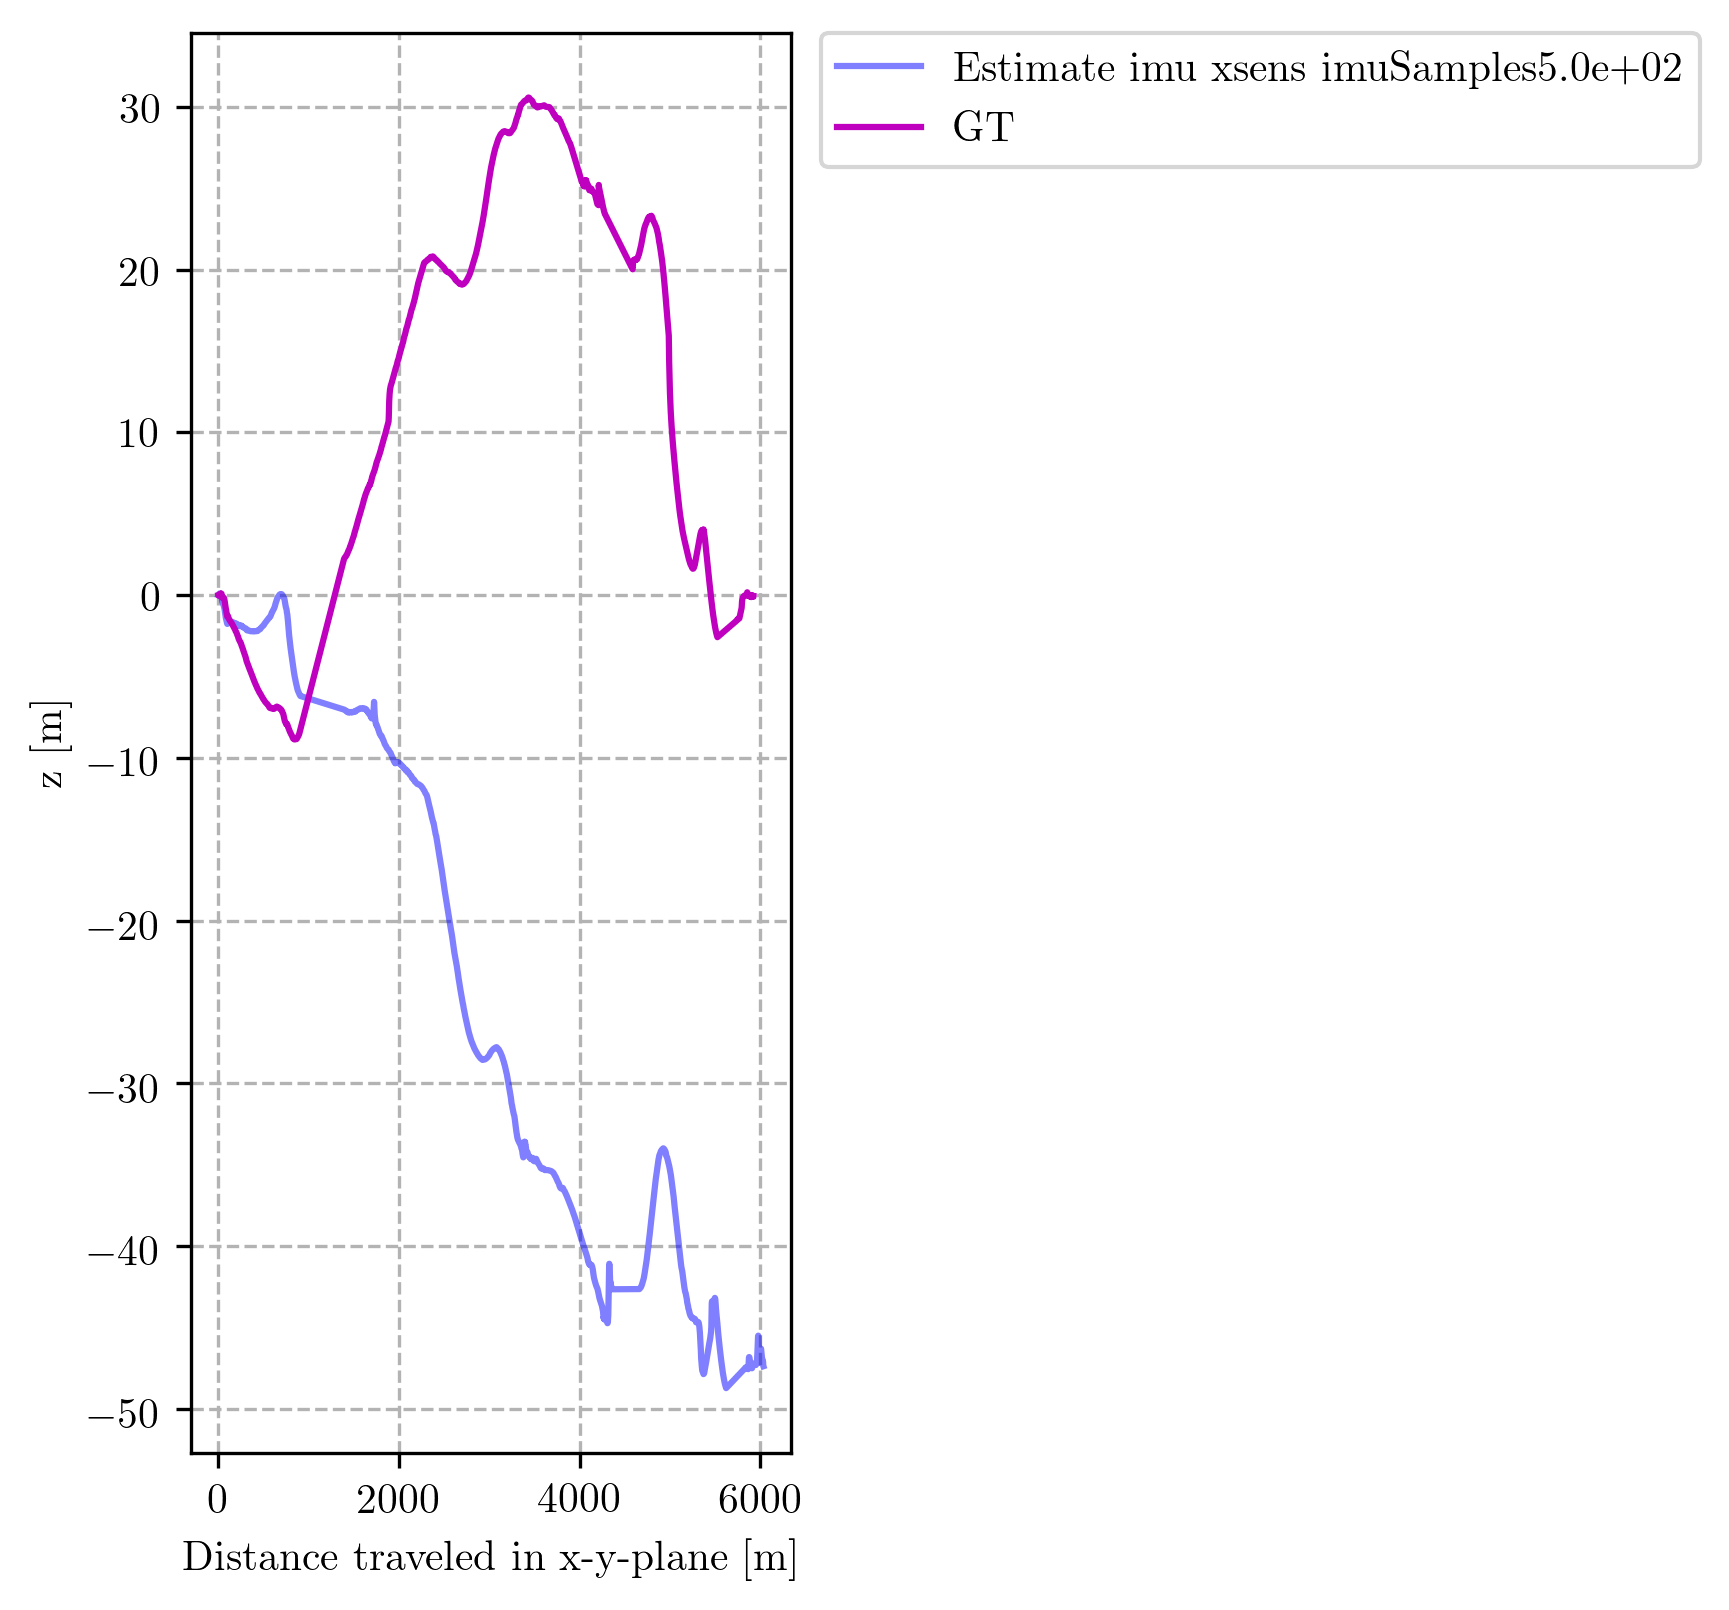 Estimate imu xsens imuSamples5.0e+02
GT
30
20
10
0
−10
−20
−30
−40
−50
z [m]
0 2000 4000 6000
Distance traveled in x-y-plane [m]